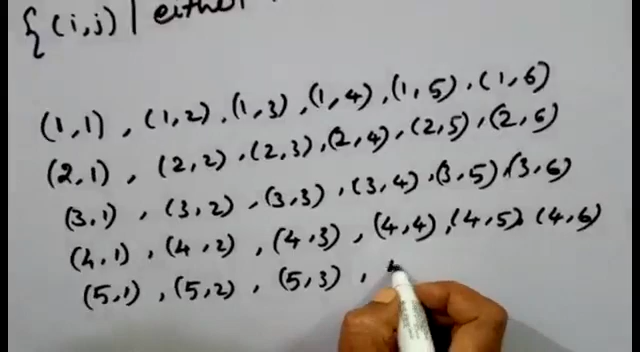 {(i,j) | either
(1,1), (1,2), (1,3), (1,4), (1,5), (1,6)
(2,1), (2,2), (2,3), (2,4), (2,5), (2,6)
(3,1), (3,2), (3,3), (3,4), (3,5), (3,6)
(4,1), (4,2), (4,3), (4,4), (4,5), (4,6)
(5,1), (5,2), (5,3),